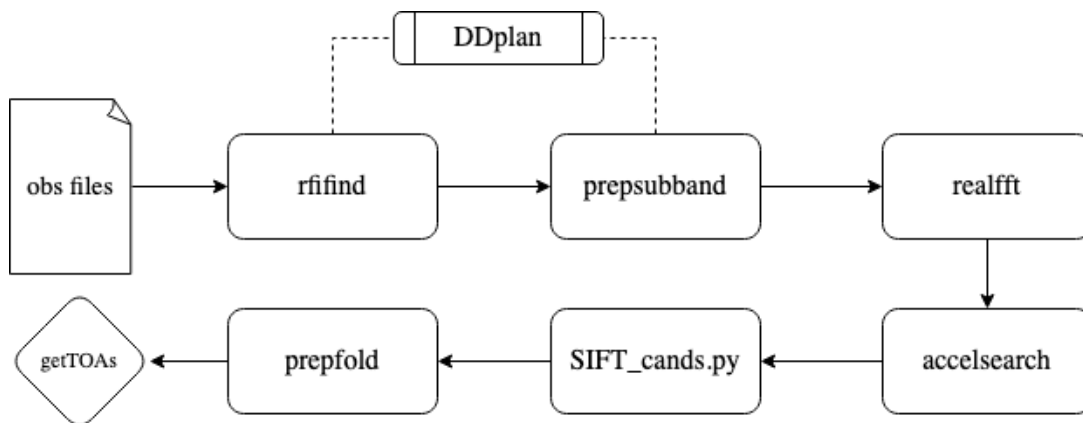 DDplan
obs files
rfifind
prepsubband
realfft
getTOAs
prepfold
SIFT_cands.py
accelsearch